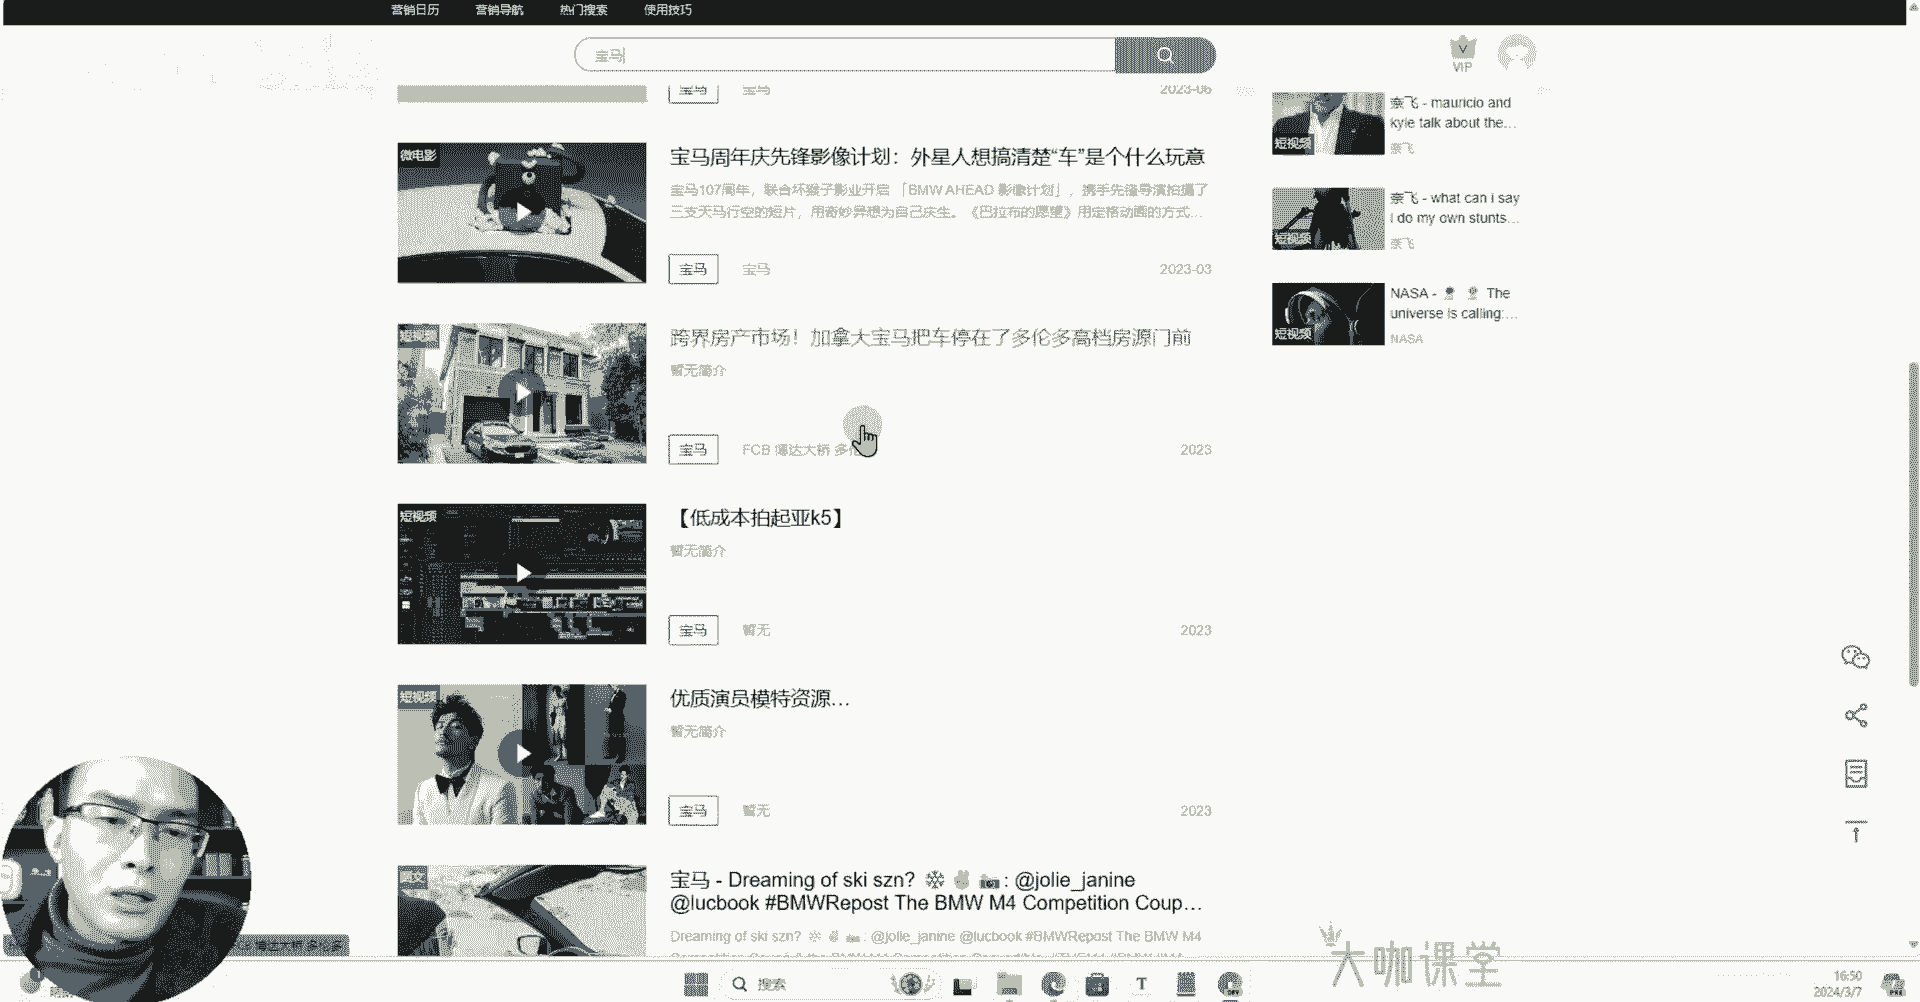 营销日历 营销导航 热门搜索 使用技巧
宝马
VIP
宝马 宝马 2023-06
微电影
宝马周年庆先锋影像计划：外星人想搞清楚“车”是个什么玩意
宝马107周年，联合坏猴子影业开启「BMW AHEAD 影像计划」，携手先锋导演拍摄了
三支天马行空的短片，用奇妙异想为自己庆生。《巴拉布的愿望》用定格动画的方式...
宝马 宝马 2023-03
短视频
跨界房产市场！加拿大宝马把车停在了多伦多高档房源门前
暂无简介
宝马 FCB 博达大桥 多伦 2023
短视频
【低成本拍起亚k5】
暂无简介
宝马 暂无 2023
短视频
优质演员模特资源...
暂无简介
宝马 暂无 2023
图文
宝马 - Dreaming of ski szn? : @jolie_janine
@lucbook #BMWRepost The BMW M4 Competition Coup...
Dreaming of ski szn? : @jolie_janine @lucbook #BMWRepost The BMW M4
短视频
奈飞 - mauricio and
kyle talk about the...
奈飞
短视频
奈飞 - what can i say
i do my own stunts...
奈飞
短视频
NASA - The
universe is calling:...
NASA
博达大桥 多伦多
大咖课堂
搜索
16:50
2024/3/7